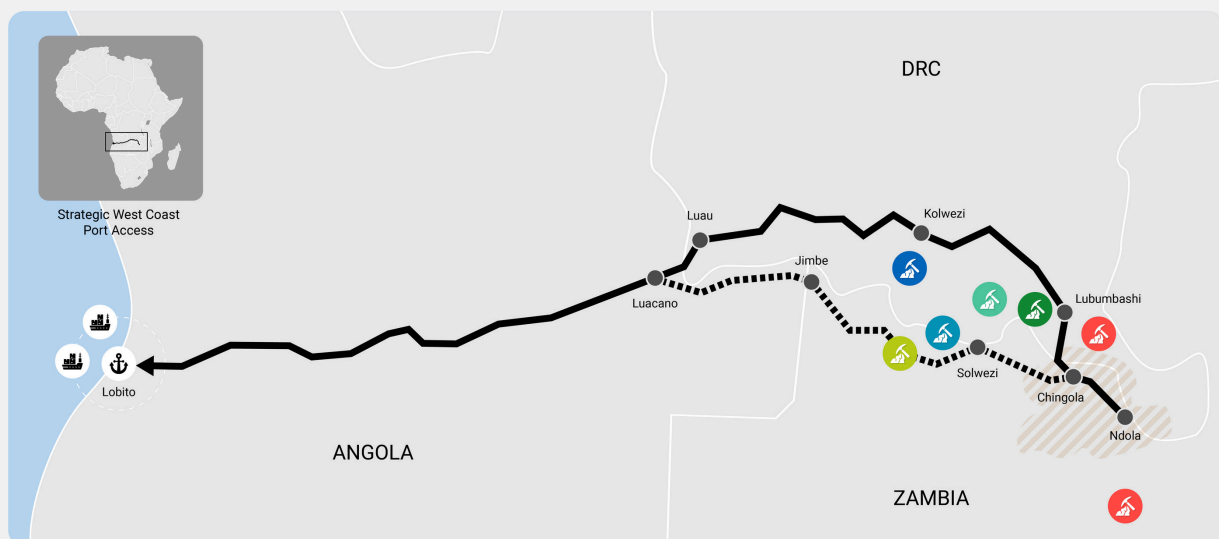 DRC
Strategic West Coast
Port Access
Luau
Kolwezi
Jimbe
Luacano
Lubumbashi
Solwezi
Lobito
Chingola
Ndola
ANGOLA
ZAMBIA